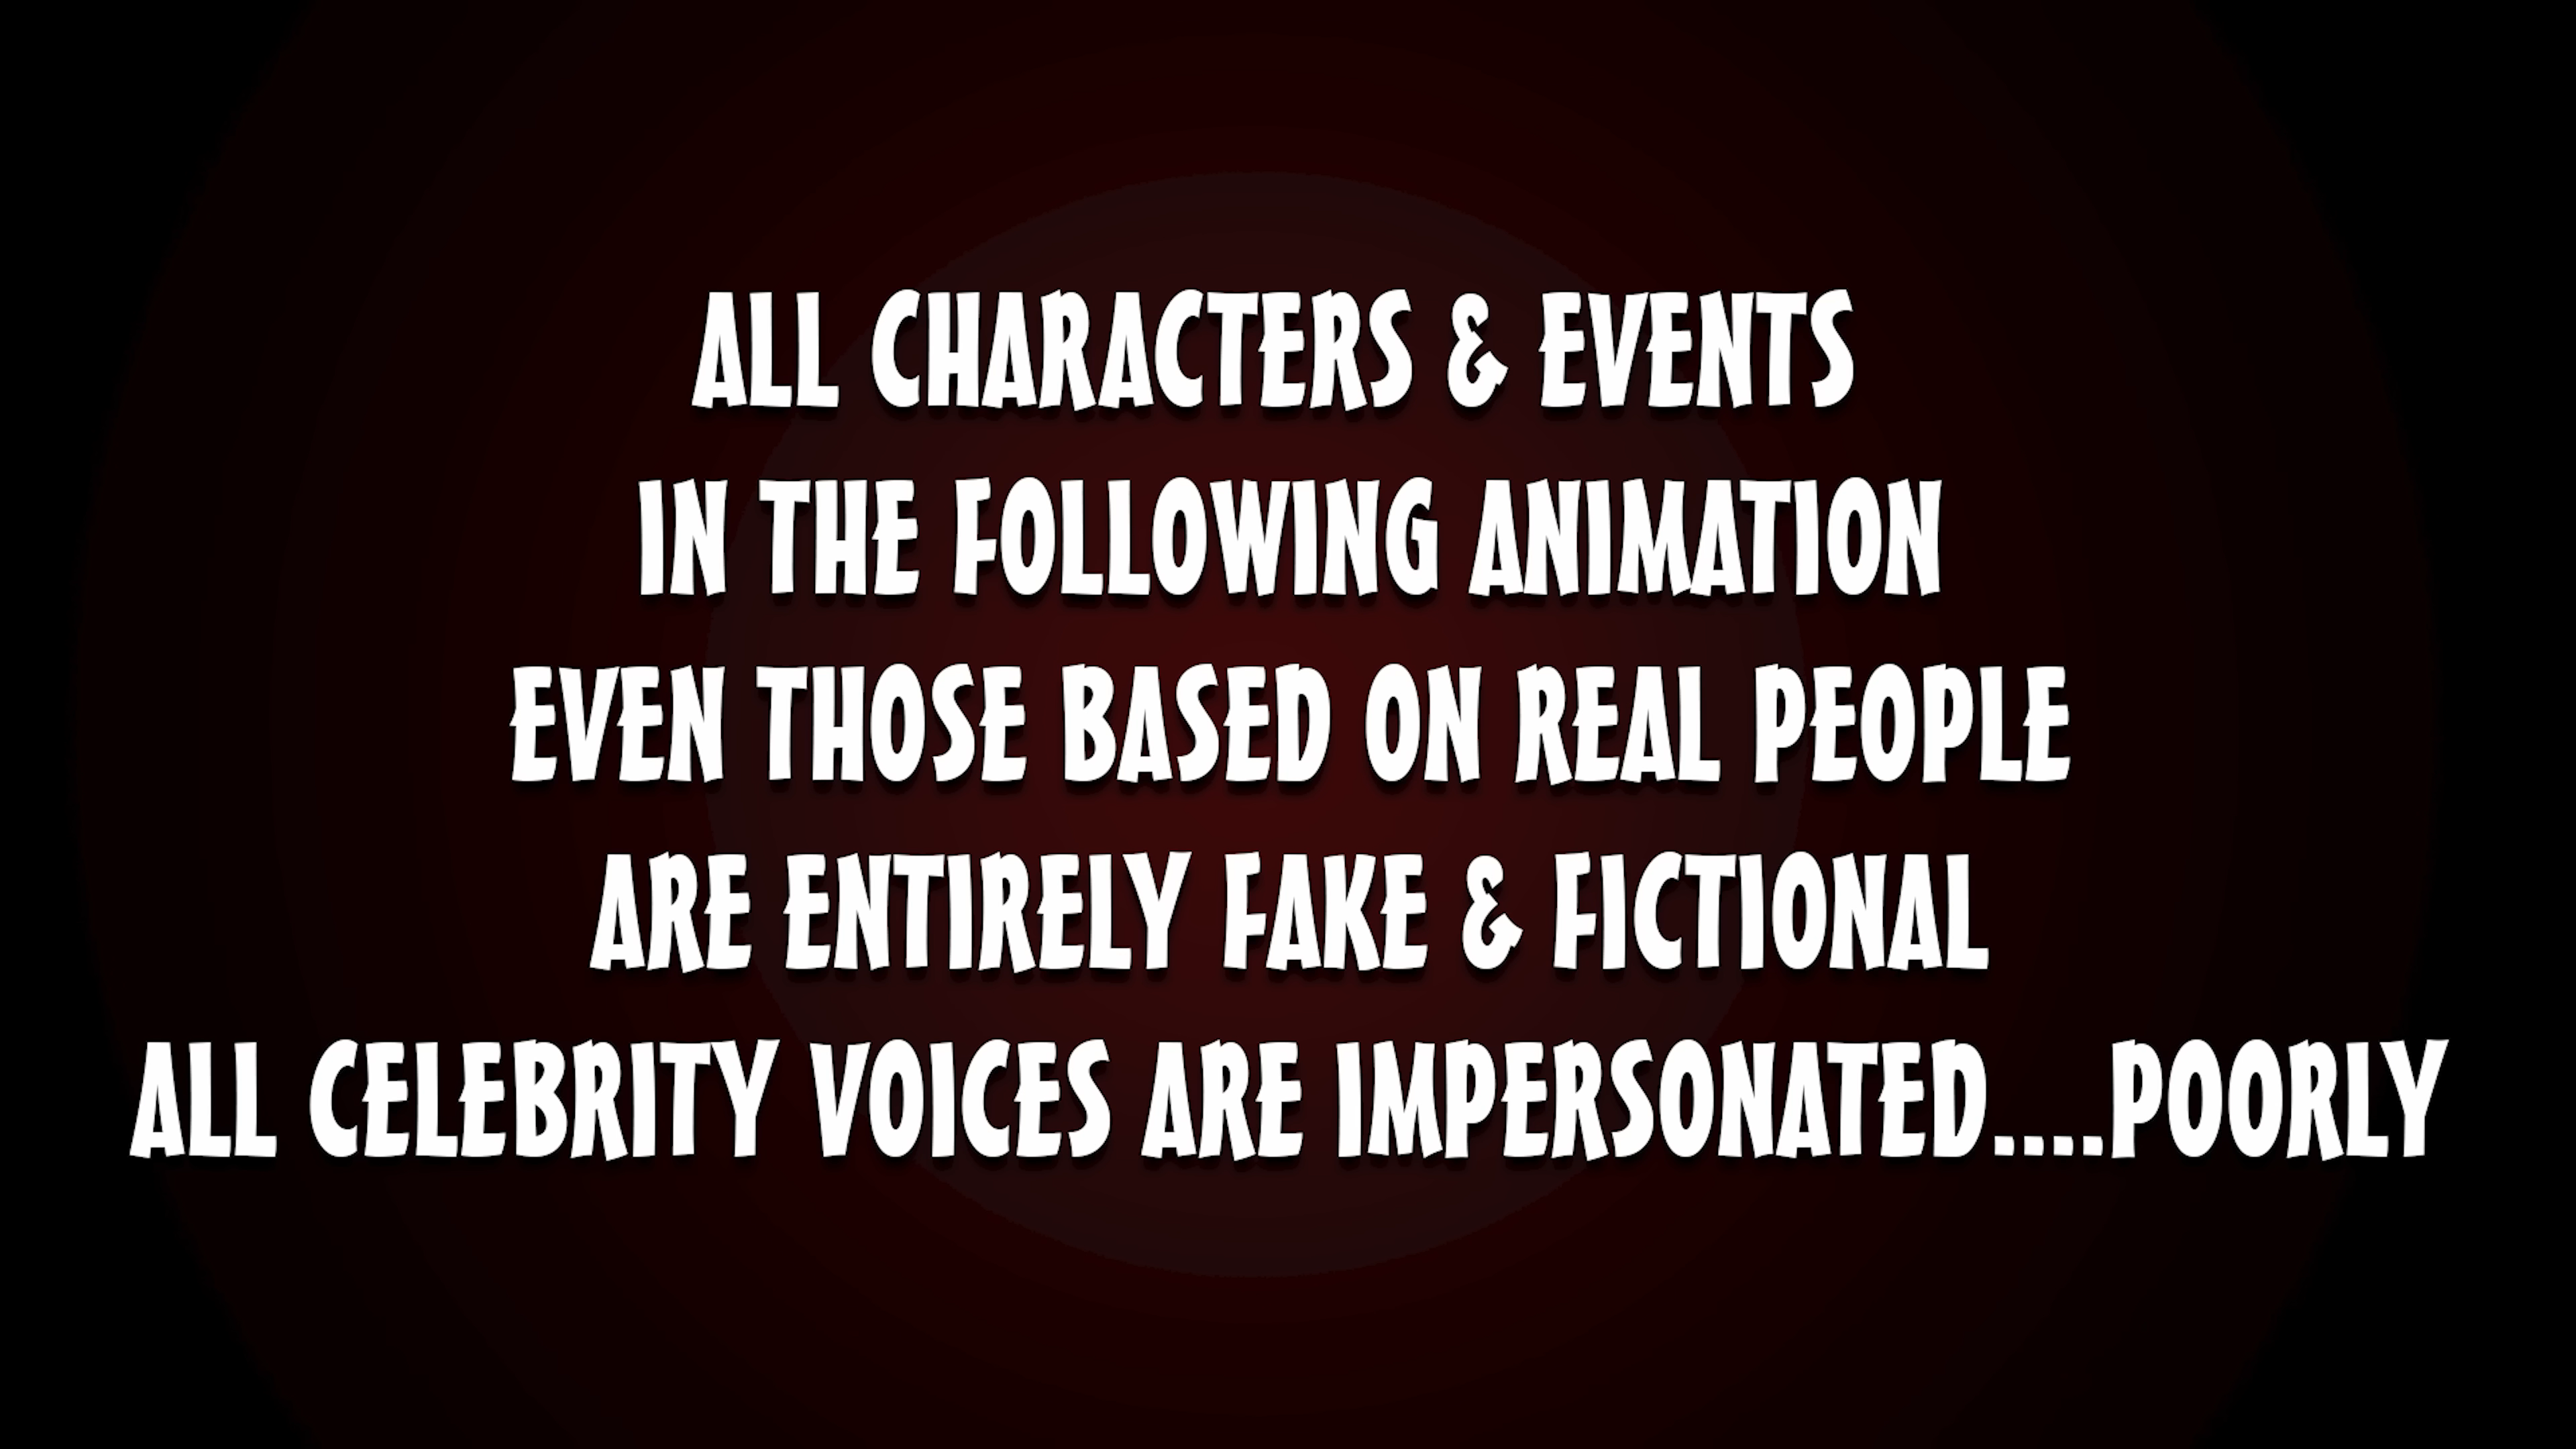 ALL CHARACTERS & EVENTS
IN THE FOLLOWING ANIMATION
EVEN THOSE BASED ON REAL PEOPLE
ARE ENTIRELY FAKE & FICTIONAL
ALL CELEBRITY VOICES ARE IMPERSONATED....POORLY